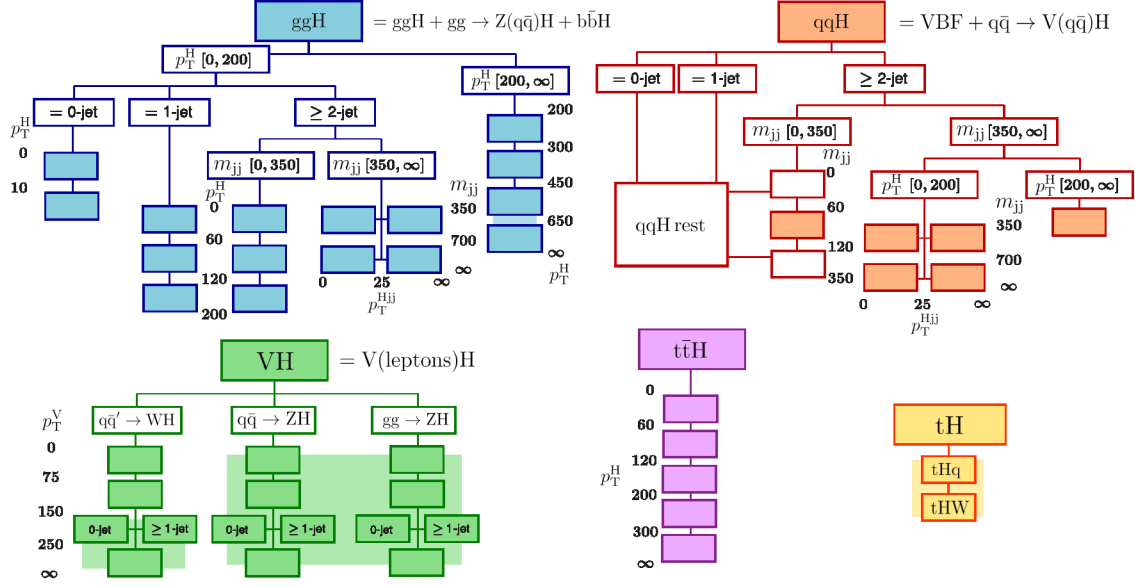 ggH = ggH + gg → Z(qq̄)H + bb̄H
p_T^H [0, 200]
p_T^H [200, ∞]
= 0-jet
= 1-jet
≥ 2-jet
p_T^H
0
10
m_jj [0, 350]
m_jj [350, ∞]
p_T^H
0
60
120
200
m_jj
350
700
∞
0 25 ∞
p_T^Hjj
200
300
450
650
∞
p_T^H
qqH = VBF + qq̄ → V(qq̄)H
= 0-jet
= 1-jet
≥ 2-jet
m_jj [0, 350]
m_jj [350, ∞]
m_jj
0
60
120
350
qqH rest
p_T^H [0, 200]
p_T^H [200, ∞]
m_jj
350
700
∞
0 25 ∞
p_T^Hjj
VH = V(leptons)H
p_T^V
qq̄′ → WH
qq̄ → ZH
gg → ZH
0
75
150
250
∞
0-jet ≥ 1-jet
0-jet ≥ 1-jet
0-jet ≥ 1-jet
tt̄H
0
60
120
p_T^H
200
300
∞
tH
tHq
tHW